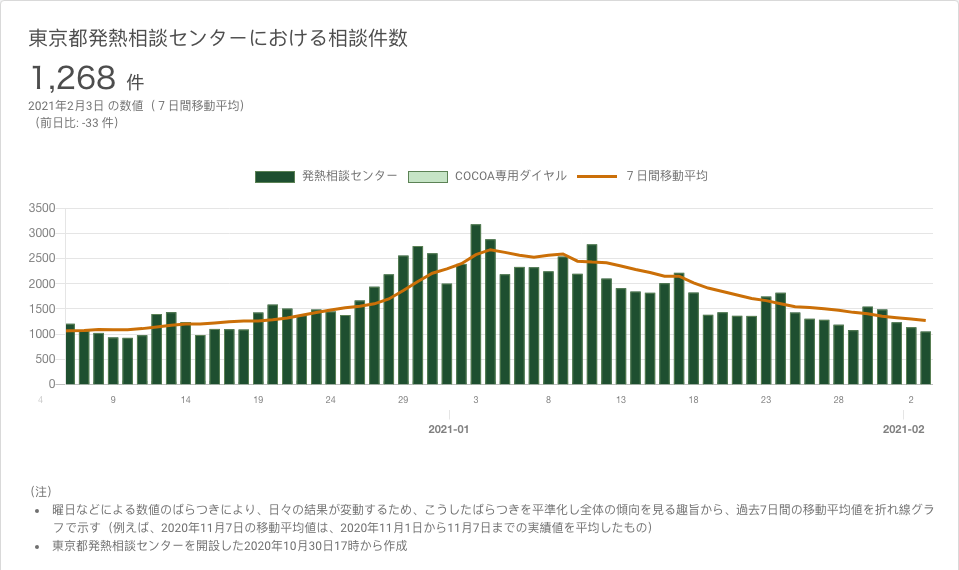 東京都発熱相談センターにおける相談件数
1,268 件
2021年2月3日 の数値（７日間移動平均）
（前日比: -33 件）
発熱相談センター COCOA専用ダイヤル ７日間移動平均
3500
3000
2500
2000
1500
1000
500
0
4 9 14 19 24 29 3 8 13 18 23 28 2
2021-01 2021-02
（注）
• 曜日などによる数値のばらつきにより、日々の結果が変動するため、こうしたばらつきを平準化し全体の傾向を見る趣旨から、過去7日間の移動平均値を折れ線グラ
フで示す（例えば、2020年11月7日の移動平均値は、2020年11月1日から11月7日までの実績値を平均したもの）
• 東京都発熱相談センターを開設した2020年10月30日17時から作成